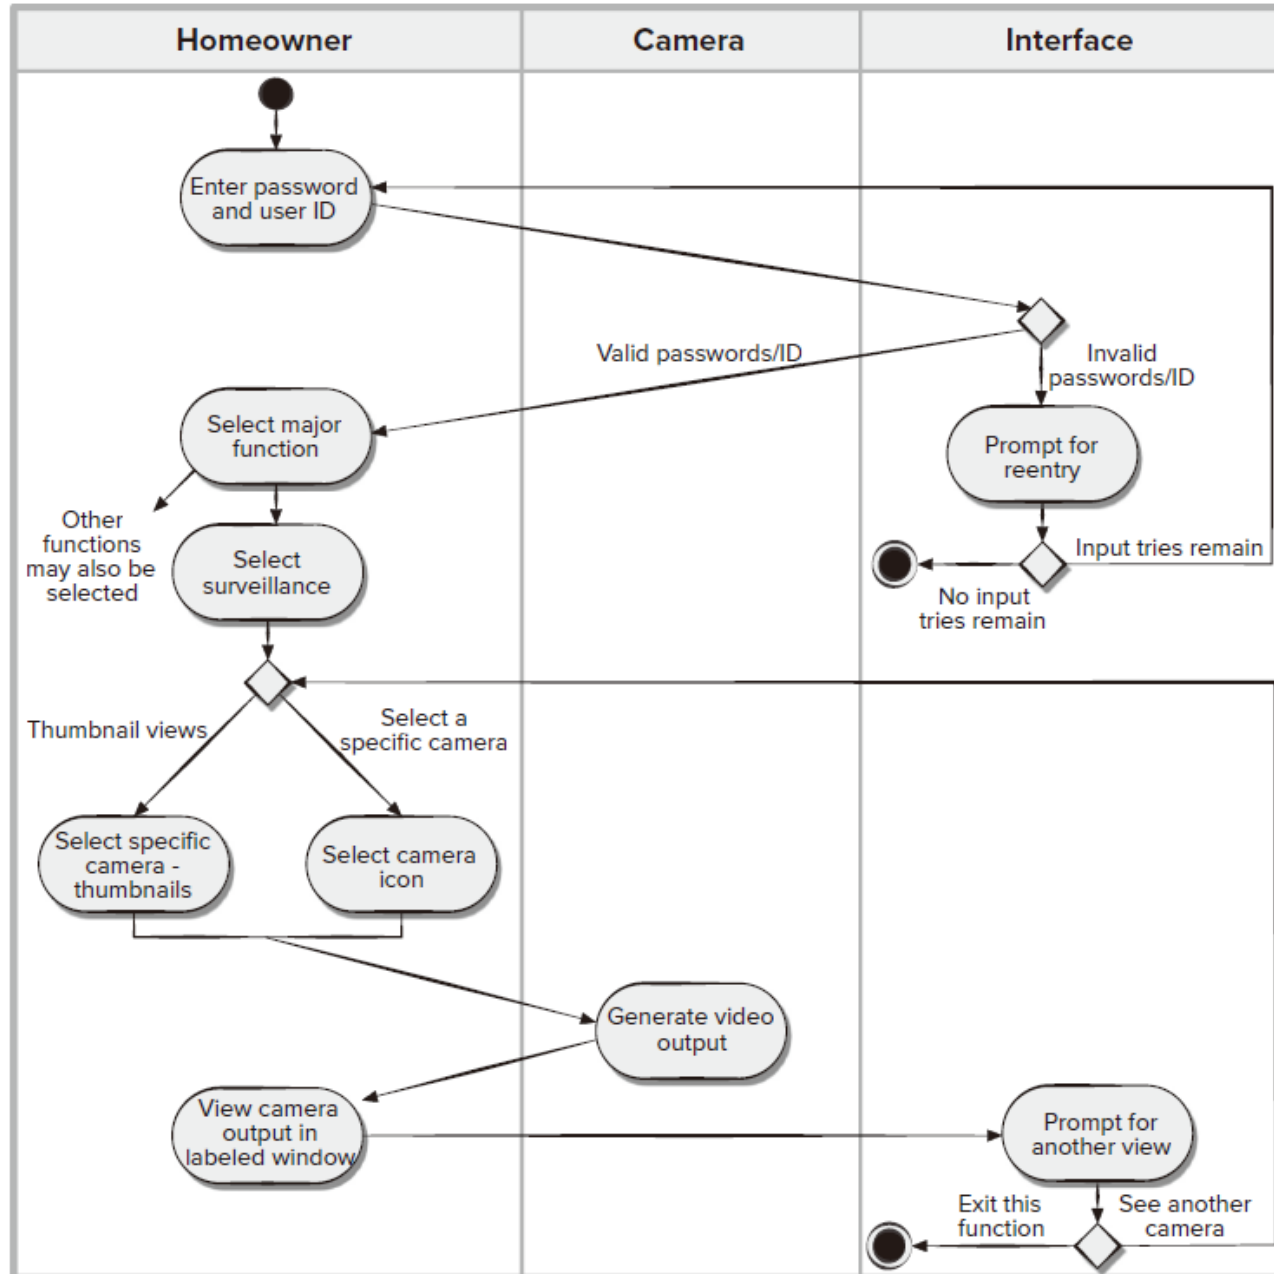 Homeowner
Camera
Interface
Enter password
and user ID
Valid passwords/ID
Invalid
passwords/ID
Select major
function
Prompt for
reentry
Other
functions
may also be
selected
Select
surveillance
Input tries remain
No input
tries remain
Thumbnail views
Select a
specific camera
Select specific
camera -
thumbnails
Select camera
icon
Generate video
output
View camera
output in
labeled window
Prompt for
another view
Exit this
function
See another
camera